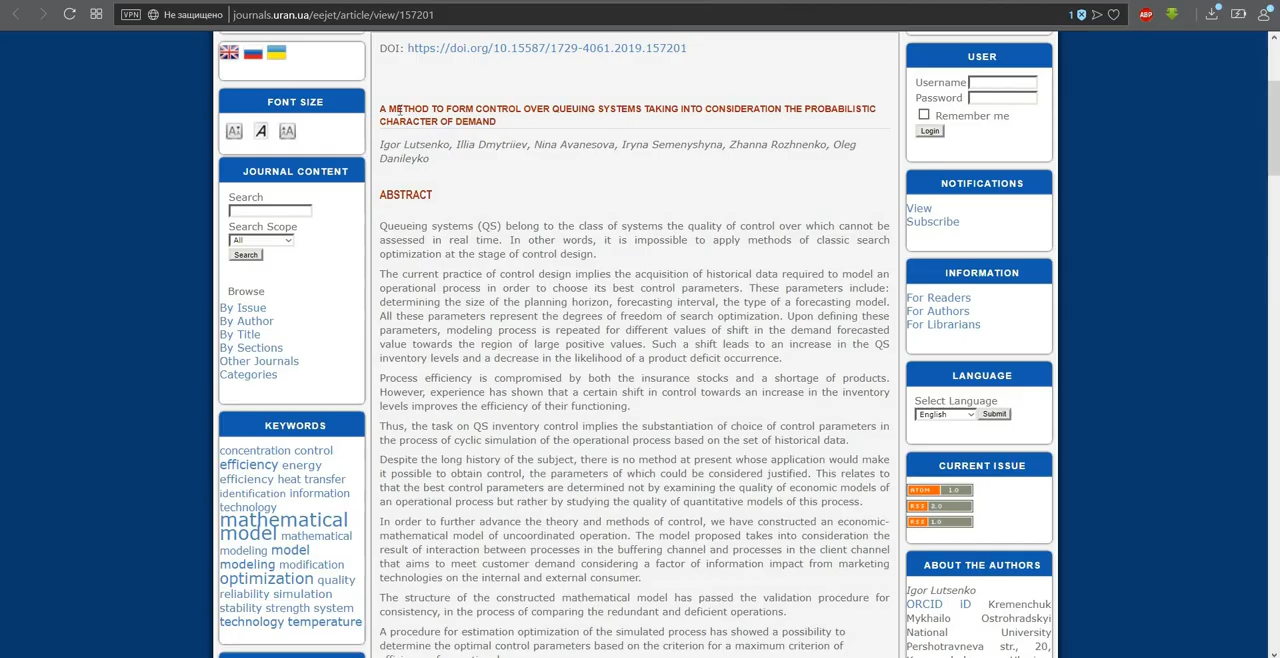 VPN
Не защищено
journals.uran.ua/eejet/article/view/157201
1
ABP
FONT SIZE
A
A
A
JOURNAL CONTENT
Search
Search Scope
All
Search
Browse
By Issue
By Author
By Title
By Sections
Other Journals
Categories
KEYWORDS
concentration control
efficiency energy
efficiency heat transfer
identification information
technology
mathematical
model mathematical
modeling model
modeling modification
optimization quality
reliability simulation
stability strength system
technology temperature
DOI: https://doi.org/10.15587/1729-4061.2019.157201
A METHOD TO FORM CONTROL OVER QUEUING SYSTEMS TAKING INTO CONSIDERATION THE PROBABILISTIC
CHARACTER OF DEMAND
Igor Lutsenko, Illia Dmytriiev, Nina Avanesova, Iryna Semenyshyna, Zhanna Rozhnenko, Oleg
Danileyko
ABSTRACT
Queueing systems (QS) belong to the class of systems the quality of control over which cannot be
assessed in real time. In other words, it is impossible to apply methods of classic search
optimization at the stage of control design.
The current practice of control design implies the acquisition of historical data required to model an
operational process in order to choose its best control parameters. These parameters include:
determining the size of the planning horizon, forecasting interval, the type of a forecasting model.
All these parameters represent the degrees of freedom of search optimization. Upon defining these
parameters, modeling process is repeated for different values of shift in the demand forecasted
value towards the region of large positive values. Such a shift leads to an increase in the QS
inventory levels and a decrease in the likelihood of a product deficit occurrence.
Process efficiency is compromised by both the insurance stocks and a shortage of products.
However, experience has shown that a certain shift in control towards an increase in the inventory
levels improves the efficiency of their functioning.
Thus, the task on QS inventory control implies the substantiation of choice of control parameters in
the process of cyclic simulation of the operational process based on the set of historical data.
Despite the long history of the subject, there is no method at present whose application would make
it possible to obtain control, the parameters of which could be considered justified. This relates to
that the best control parameters are determined not by examining the quality of economic models of
an operational process but rather by studying the quality of quantitative models of this process.
In order to further advance the theory and methods of control, we have constructed an economic-
mathematical model of uncoordinated operation. The model proposed takes into consideration the
result of interaction between processes in the buffering channel and processes in the client channel
that aims to meet customer demand considering a factor of information impact from marketing
technologies on the internal and external consumer.
The structure of the constructed mathematical model has passed the validation procedure for
consistency, in the process of comparing the redundant and deficient operations.
A procedure for estimation optimization of the simulated process has showed a possibility to
determine the optimal control parameters based on the criterion for a maximum criterion of
USER
Username
Password
Remember me
Login
NOTIFICATIONS
View
Subscribe
INFORMATION
For Readers
For Authors
For Librarians
LANGUAGE
Select Language
English
Submit
CURRENT ISSUE
ATOM 1.0
RSS 2.0
RSS 1.0
ABOUT THE AUTHORS
Igor Lutsenko
ORCID iD Kremenchuk
Mykhailo Ostrohradskyi
National University
Pershotravneva str., 20,